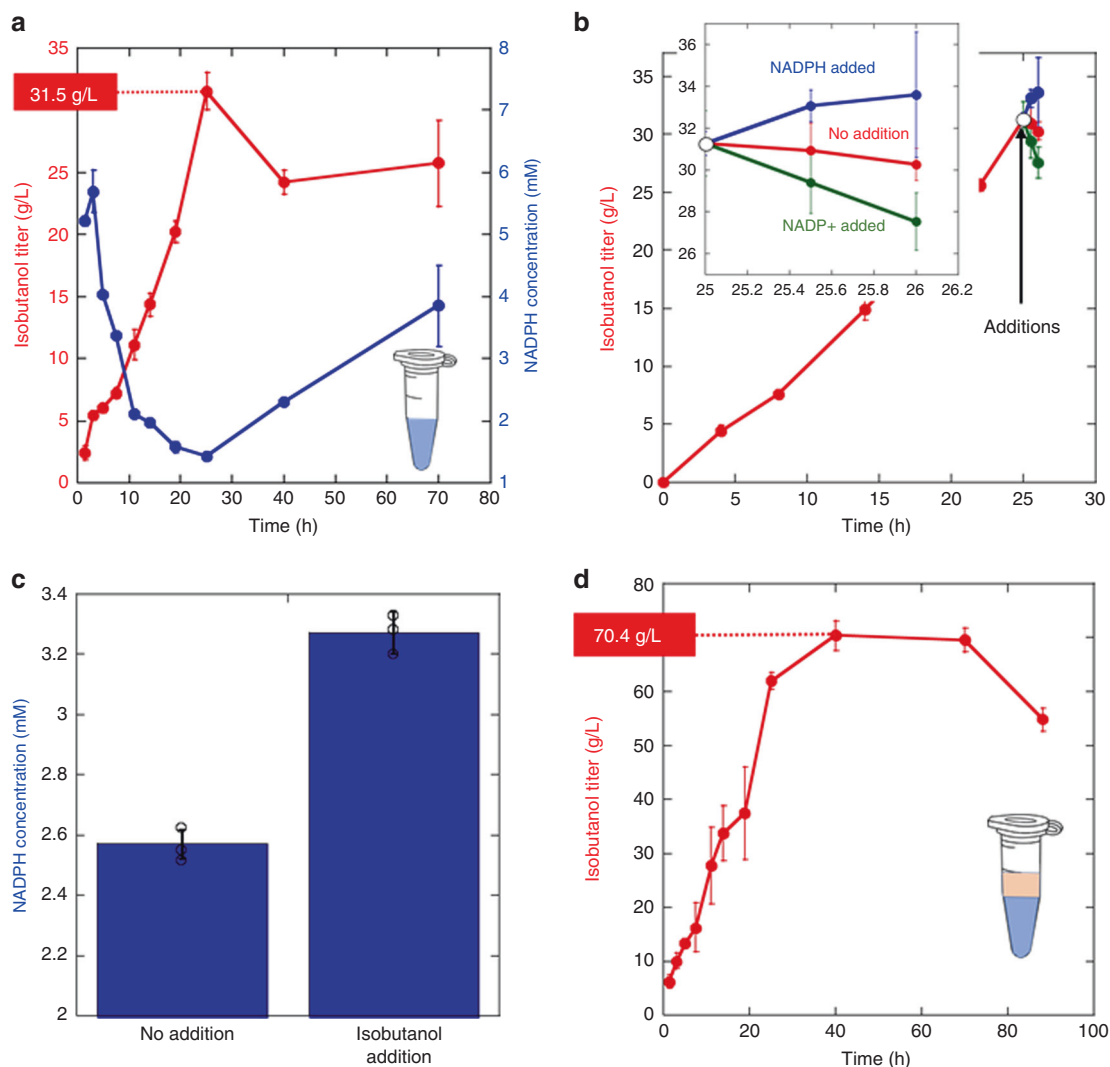 a
31.5 g/L
Isobutanol titer (g/L)
35
25
20
15
10
5
0
NADPH concentration (mM)
8
7
6
5
4
3
2
1
0 10 20 30 40 50 60 70 80
Time (h)
b
Isobutanol titer (g/L)
35
30
25
20
15
10
5
0
36
34
32
30
28
26
NADPH added
No addition
NADP+ added
25 25.2 25.4 25.6 25.8 26 26.2
Additions
0 5 10 15 20 25 30
Time (h)
c
NADPH concentration (mM)
3.4
3.2
3
2.8
2.6
2.4
2.2
2
No addition
Isobutanol
addition
d
70.4 g/L
Isobutanol titer (g/L)
80
60
50
40
30
20
10
0
0 20 40 60 80 100
Time (h)